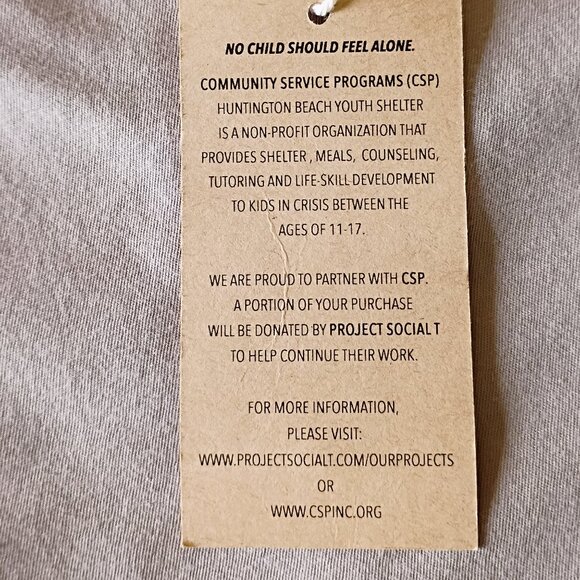 NO CHILD SHOULD FEEL ALONE.
COMMUNITY SERVICE PROGRAMS (CSP)
HUNTINGTON BEACH YOUTH SHELTER
IS A NON-PROFIT ORGANIZATION THAT
PROVIDES SHELTER , MEALS, COUNSELING,
TUTORING AND LIFE-SKILL DEVELOPMENT
TO KIDS IN CRISIS BETWEEN THE
AGES OF 11-17.
WE ARE PROUD TO PARTNER WITH CSP.
A PORTION OF YOUR PURCHASE
WILL BE DONATED BY PROJECT SOCIAL T
TO HELP CONTINUE THEIR WORK.
FOR MORE INFORMATION,
PLEASE VISIT:
WWW.PROJECTSOCIALT.COM/OURPROJECTS
OR
WWW.CSPINC.ORG